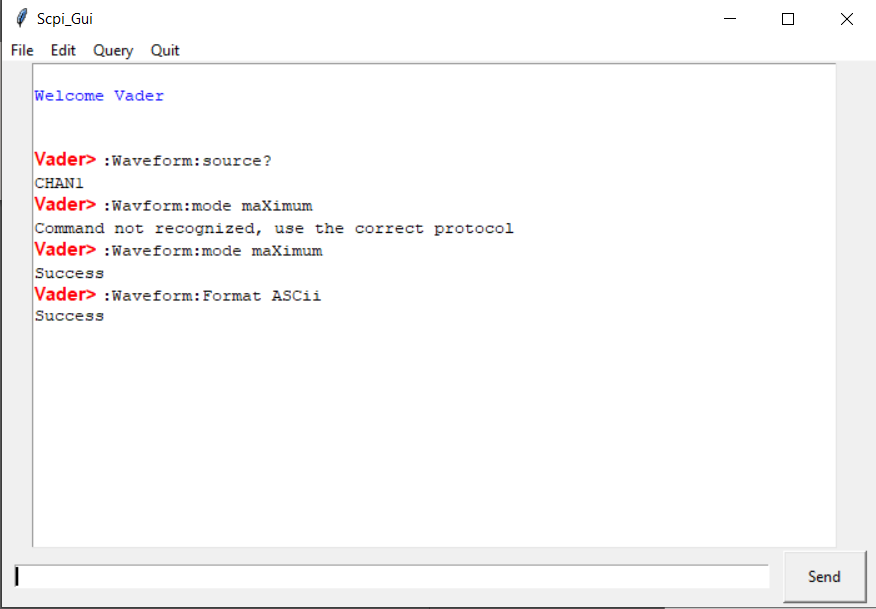 Scpi_Gui
File Edit Query Quit
Welcome Vader
Vader> :Waveform:source?
CHAN1
Vader> :Wavform:mode maXimum
Command not recognized, use the correct protocol
Vader> :Waveform:mode maXimum
Success
Vader> :Waveform:Format ASCii
Success
Send